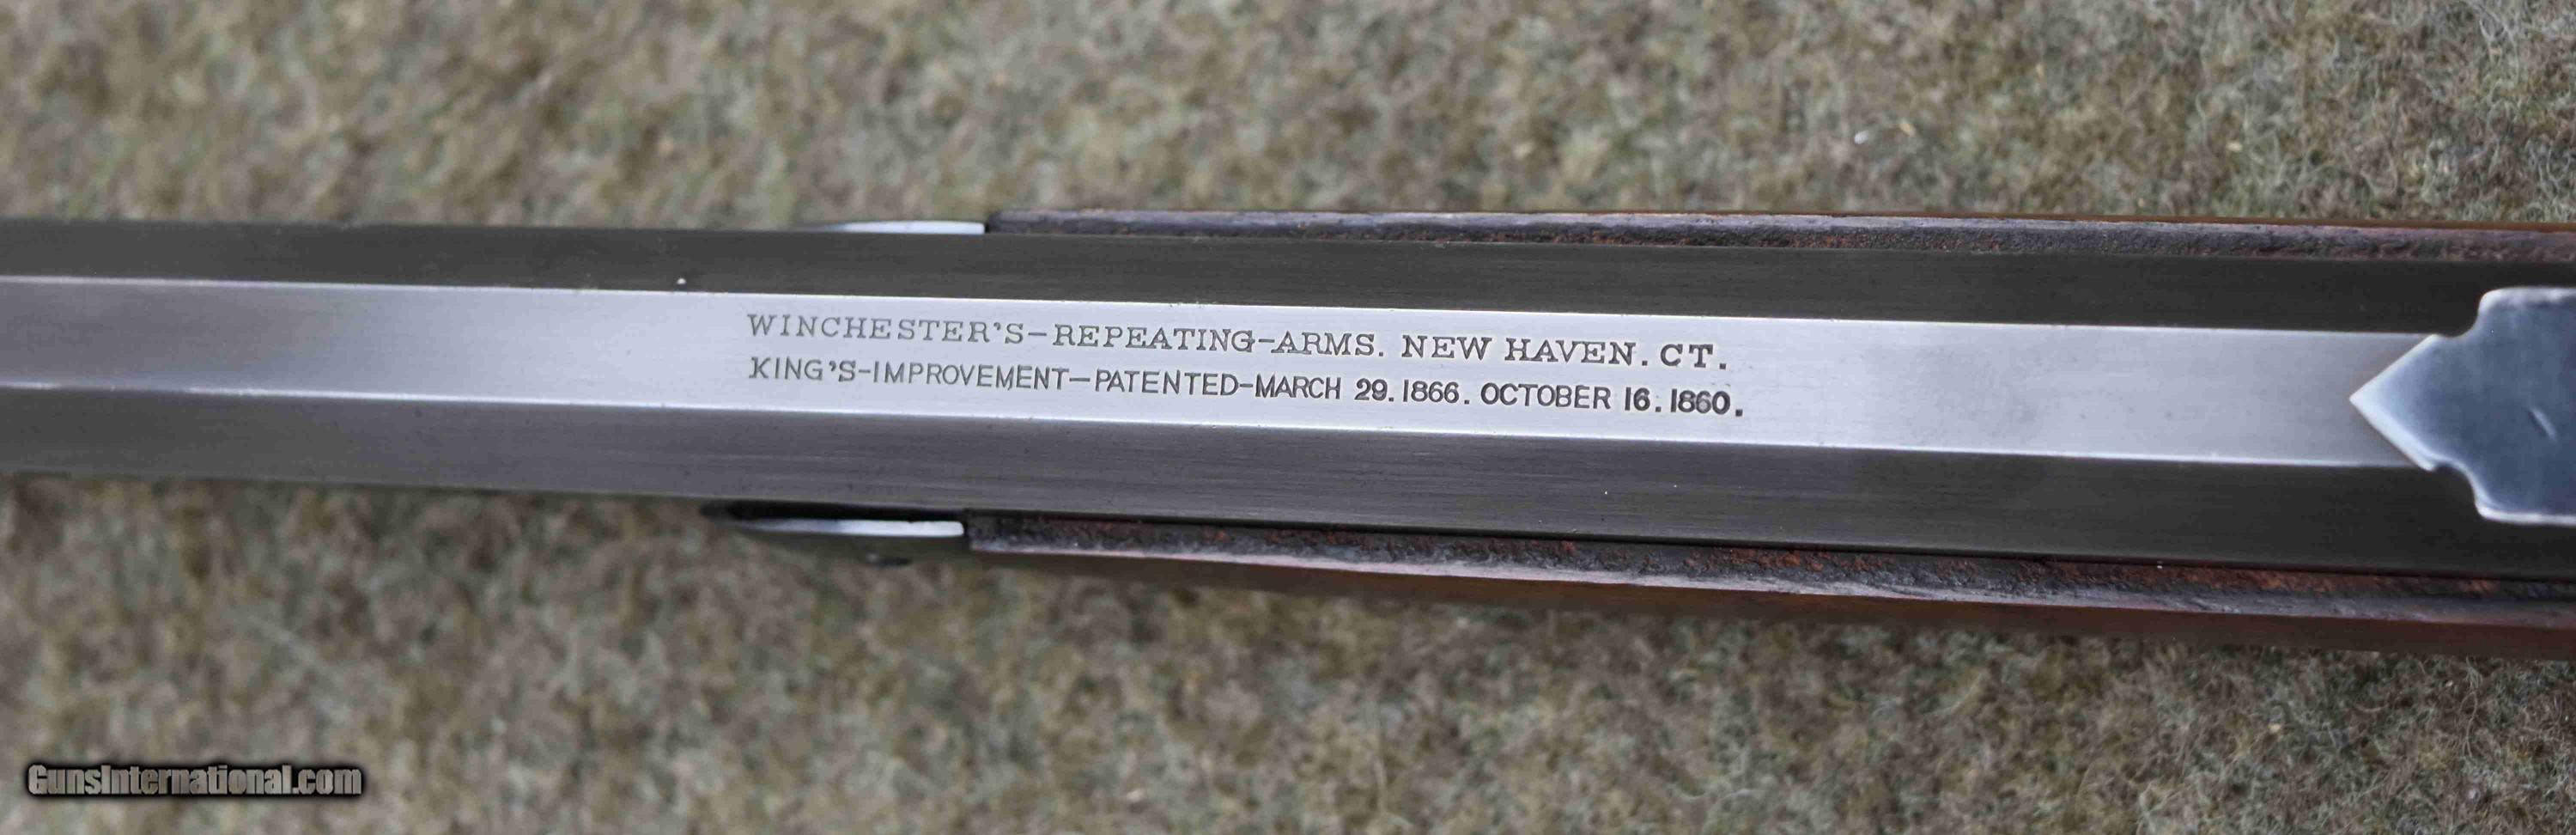 WINCHESTER'S-REPEATING-ARMS. NEW HAVEN. CT.
KING'S-IMPROVEMENT-PATENTED-MARCH 29. 1866. OCTOBER 16. 1860.
GunsInternational.com